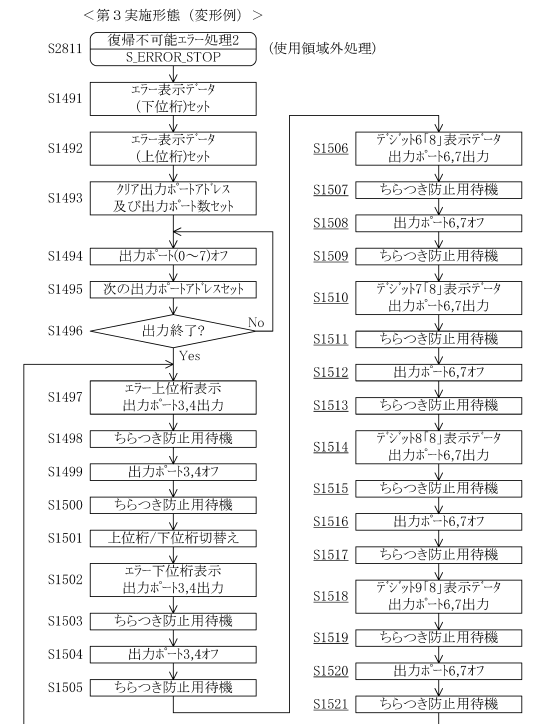 ＜第３実施形態（変形例）＞
S2811
復帰不可能エラー処理2
S_ERROR_STOP
(使用領域外処理)
S1491
エラー表示データ
(下位桁)セット
S1492
エラー表示データ
(上位桁)セット
S1493
クリア出力ポートアドレス
及び出力ポート数セット
S1494
出力ポート(0～7)オフ
S1495
次の出力ポートアドレスセット
S1496
出力終了?
No
Yes
S1497
エラー上位桁表示
出力ポート3,4出力
S1498
ちらつき防止用待機
S1499
出力ポート3,4オフ
S1500
ちらつき防止用待機
S1501
上位桁/下位桁切替え
S1502
エラー下位桁表示
出力ポート3,4出力
S1503
ちらつき防止用待機
S1504
出力ポート3,4オフ
S1505
ちらつき防止用待機
S1506
デジット6「8」表示データ
出力ポート6,7出力
S1507
ちらつき防止用待機
S1508
出力ポート6,7オフ
S1509
ちらつき防止用待機
S1510
デジット7「8」表示データ
出力ポート6,7出力
S1511
ちらつき防止用待機
S1512
出力ポート6,7オフ
S1513
ちらつき防止用待機
S1514
デジット8「8」表示データ
出力ポート6,7出力
S1515
ちらつき防止用待機
S1516
出力ポート6,7オフ
S1517
ちらつき防止用待機
S1518
デジット9「8」表示データ
出力ポート6,7出力
S1519
ちらつき防止用待機
S1520
出力ポート6,7オフ
S1521
ちらつき防止用待機